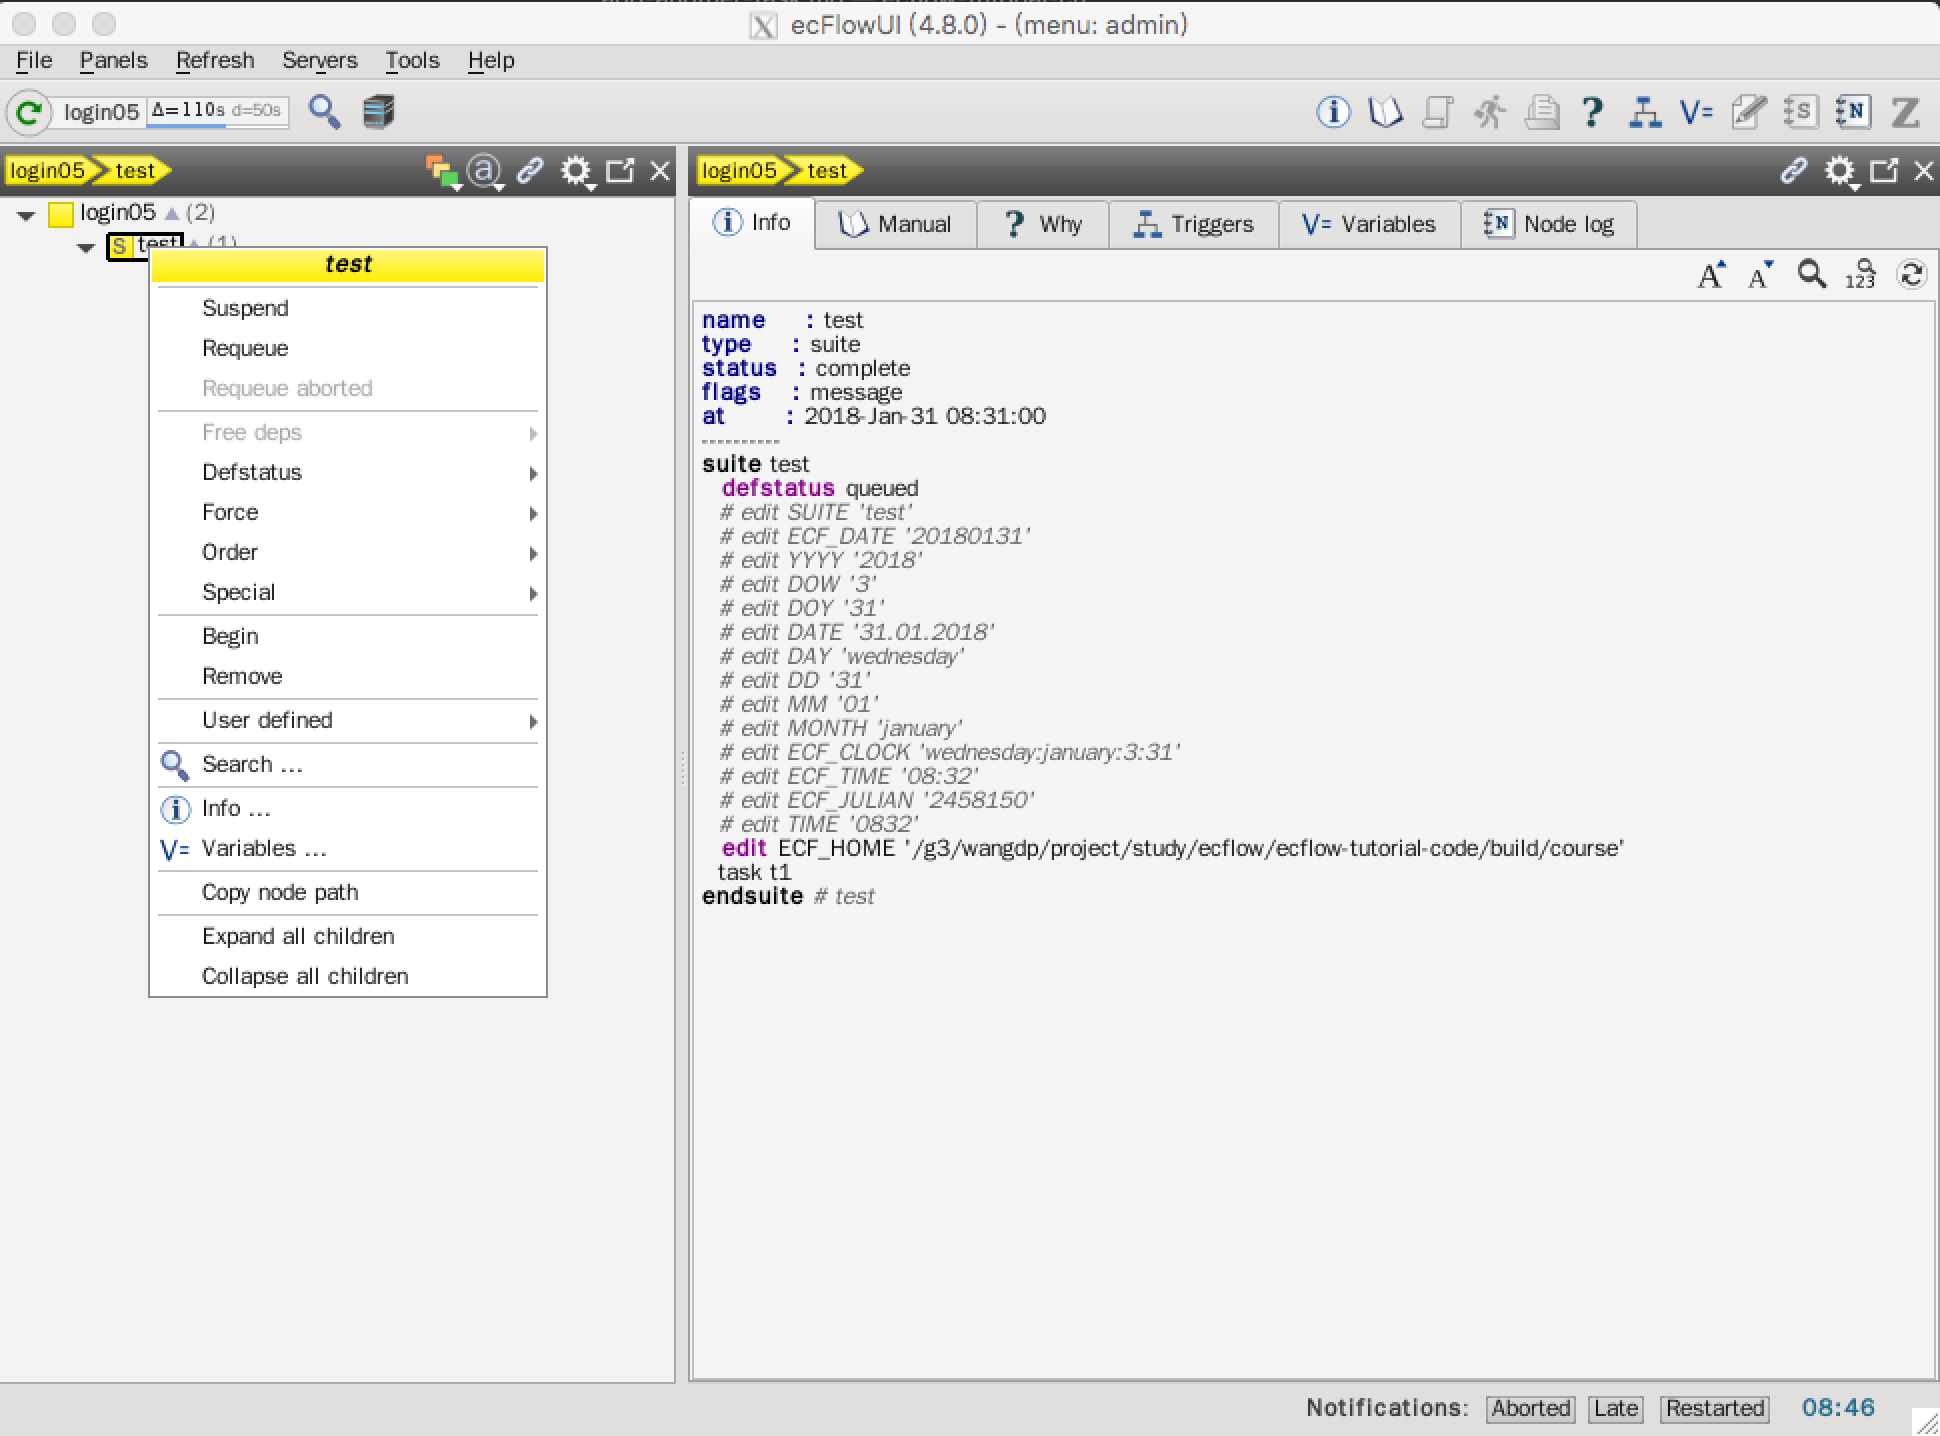 ecFlowUI (4.8.0) - (menu: admin)
File Panels Refresh Servers Tools Help
login05 Δ=110s d=50s
V=
S
N
Z
login05 test
a
login05 (2)
S test (1)
test
Suspend
Requeue
Requeue aborted
Free deps
Defstatus
Force
Order
Special
Begin
Remove
User defined
Search ...
Info ...
V= Variables ...
Copy node path
Expand all children
Collapse all children
login05 test
Info Manual ? Why Triggers V= Variables N Node log
A A 123
name : test
type : suite
status : complete
flags : message
at : 2018-Jan-31 08:31:00
----------
suite test
defstatus queued
# edit SUITE 'test'
# edit ECF_DATE '20180131'
# edit YYYY '2018'
# edit DOW '3'
# edit DOY '31'
# edit DATE '31.01.2018'
# edit DAY 'wednesday'
# edit DD '31'
# edit MM '01'
# edit MONTH 'january'
# edit ECF_CLOCK 'wednesday:january:3:31'
# edit ECF_TIME '08:32'
# edit ECF_JULIAN '2458150'
# edit TIME '0832'
edit ECF_HOME '/g3/wangdp/project/study/ecflow/ecflow-tutorial-code/build/course'
task t1
endsuite # test
Notifications: Aborted Late Restarted 08:46